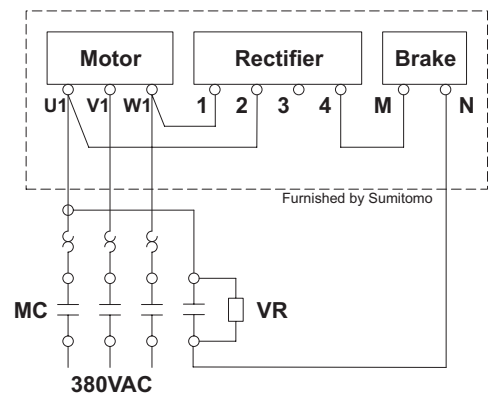 Motor Rectifier Brake
U1 V1 W1 1 2 3 4 M N
Furnished by Sumitomo
MC VR
380VAC